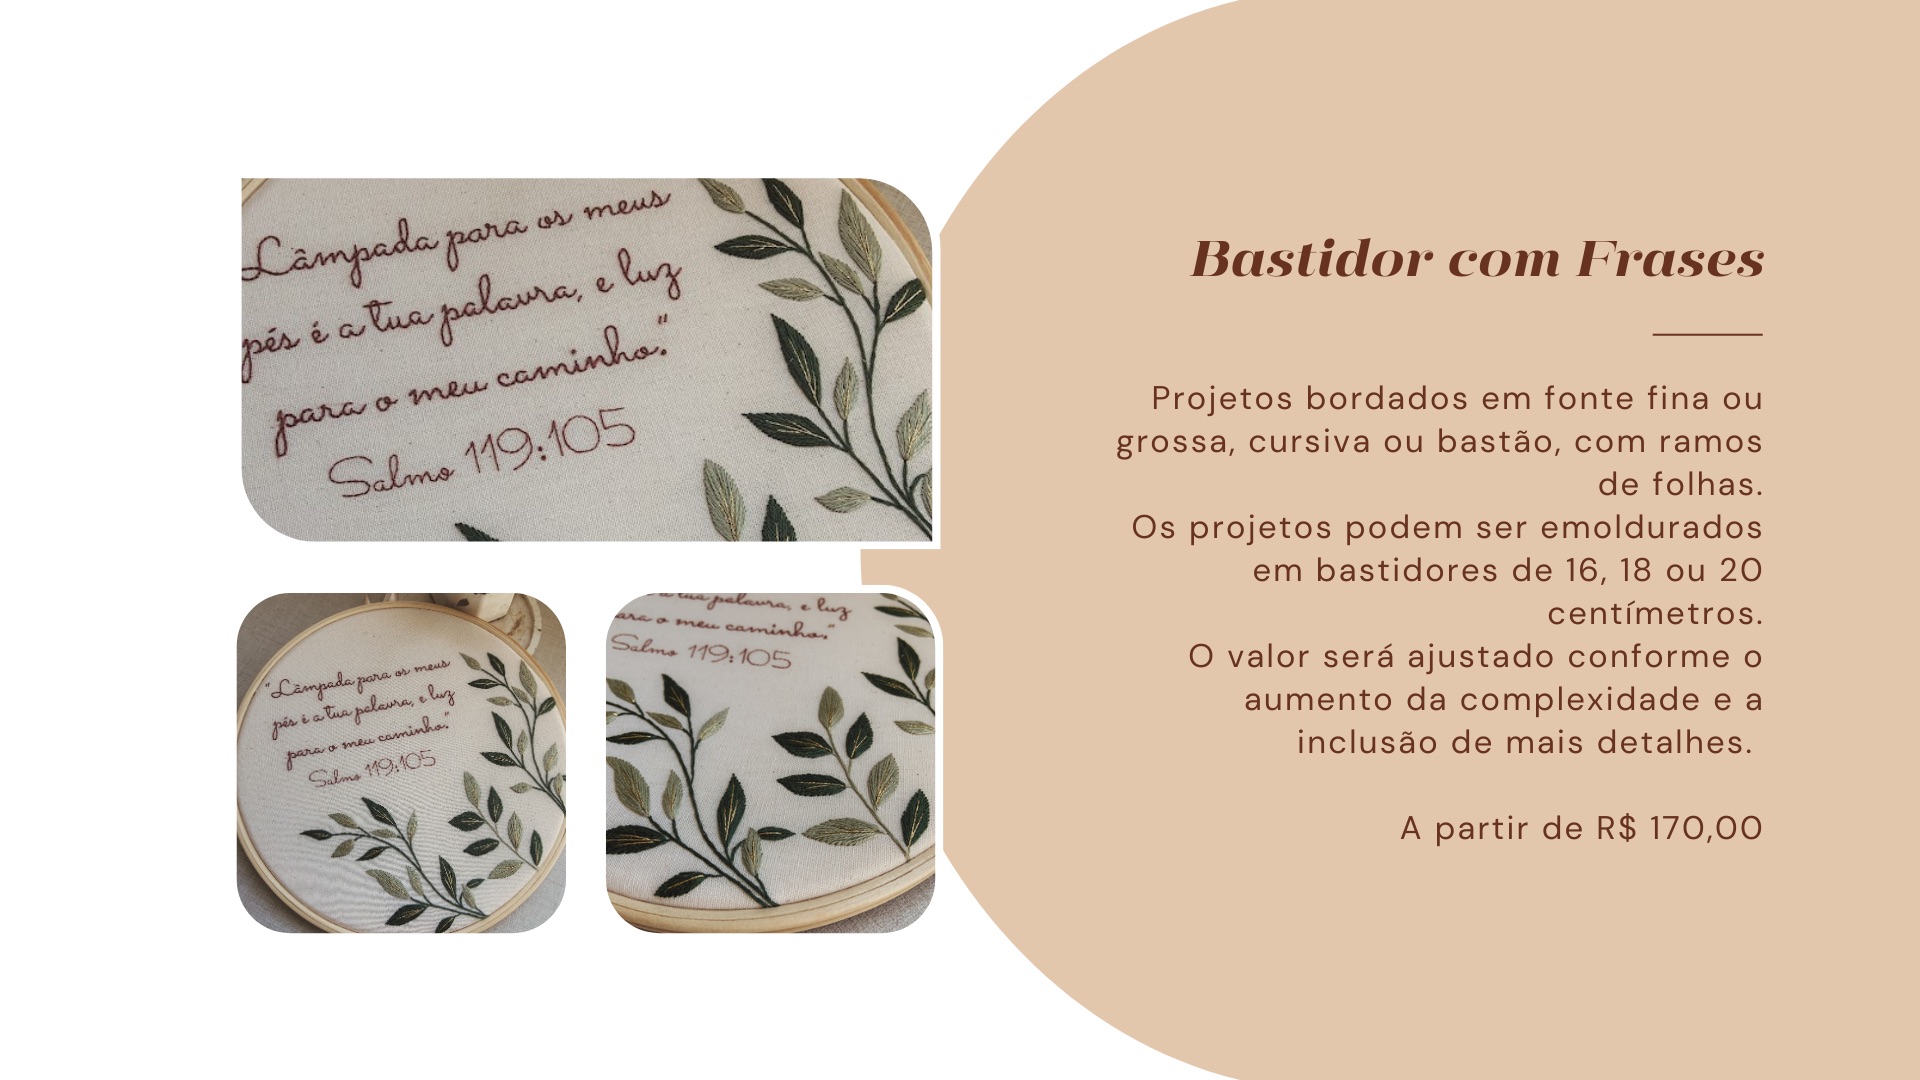 Lâmpada para os meus
pés é a tua palavra, e luz
para o meu caminho."
Salmo 119:105
"Lâmpada para os meus
pés é a tua palavra, e luz
para o meu caminho."
Salmo 119:105
a tua palavra, e luz
para o meu caminho."
Salmo 119:105
Bastidor com Frases
Projetos bordados em fonte fina ou
grossa, cursiva ou bastão, com ramos
de folhas.
Os projetos podem ser emoldurados
em bastidores de 16, 18 ou 20
centímetros.
O valor será ajustado conforme o
aumento da complexidade e a
inclusão de mais detalhes.
A partir de R$ 170,00